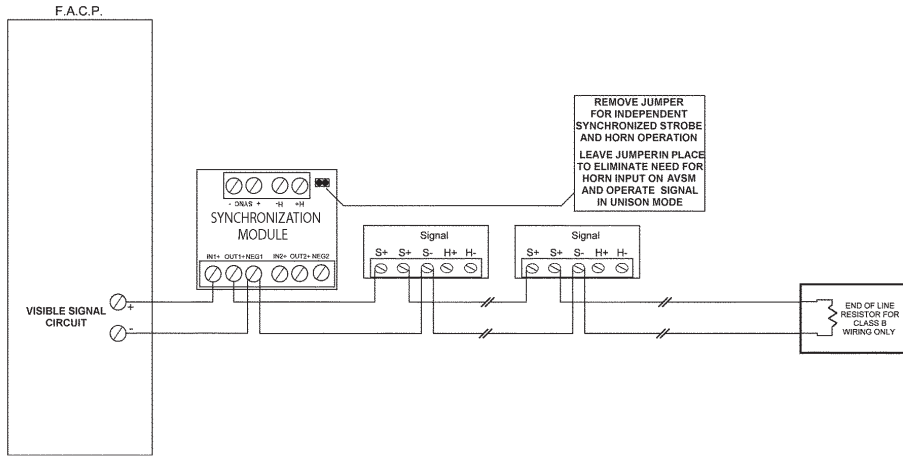 F.A.C.P.
REMOVE JUMPER
FOR INDEPENDENT
SYNCHRONIZED STROBE
AND HORN OPERATION
LEAVE JUMPERIN PLACE
TO ELIMINATE NEED FOR
HORN INPUT ON AVSM
AND OPERATE SIGNAL
IN UNISON MODE
- SYNC + H- H+
SYNCHRONIZATION
MODULE
IN1+ OUT1+ NEG1 IN2+ OUT2+ NEG2
Signal
S+ S+ S- H+ H-
Signal
S+ S+ S- H+ H-
VISIBLE SIGNAL
CIRCUIT
+
-
END OF LINE
RESISTOR FOR
CLASS B
WIRING ONLY